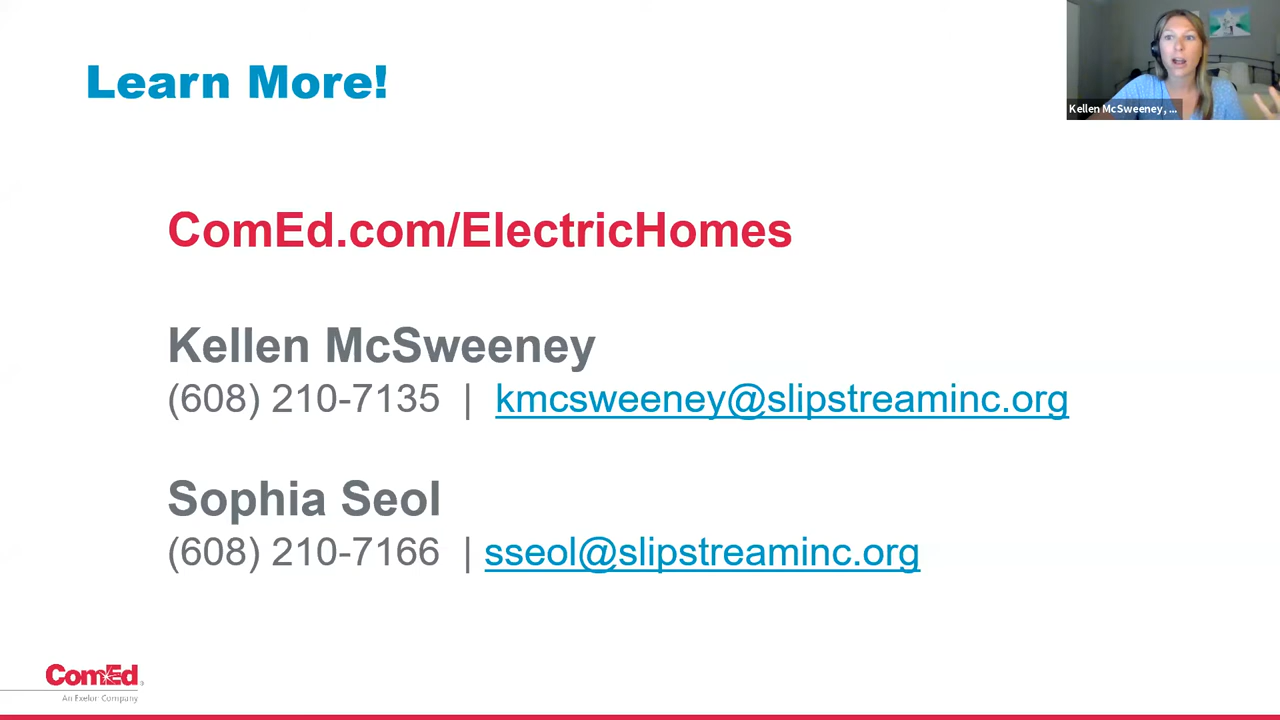 Learn More!
Kellen McSweeney, ...
ComEd.com/ElectricHomes
Kellen McSweeney
(608) 210-7135 | kmcsweeney@slipstreaminc.org
Sophia Seol
(608) 210-7166 | sseol@slipstreaminc.org
ComEd®
An Exelon Company